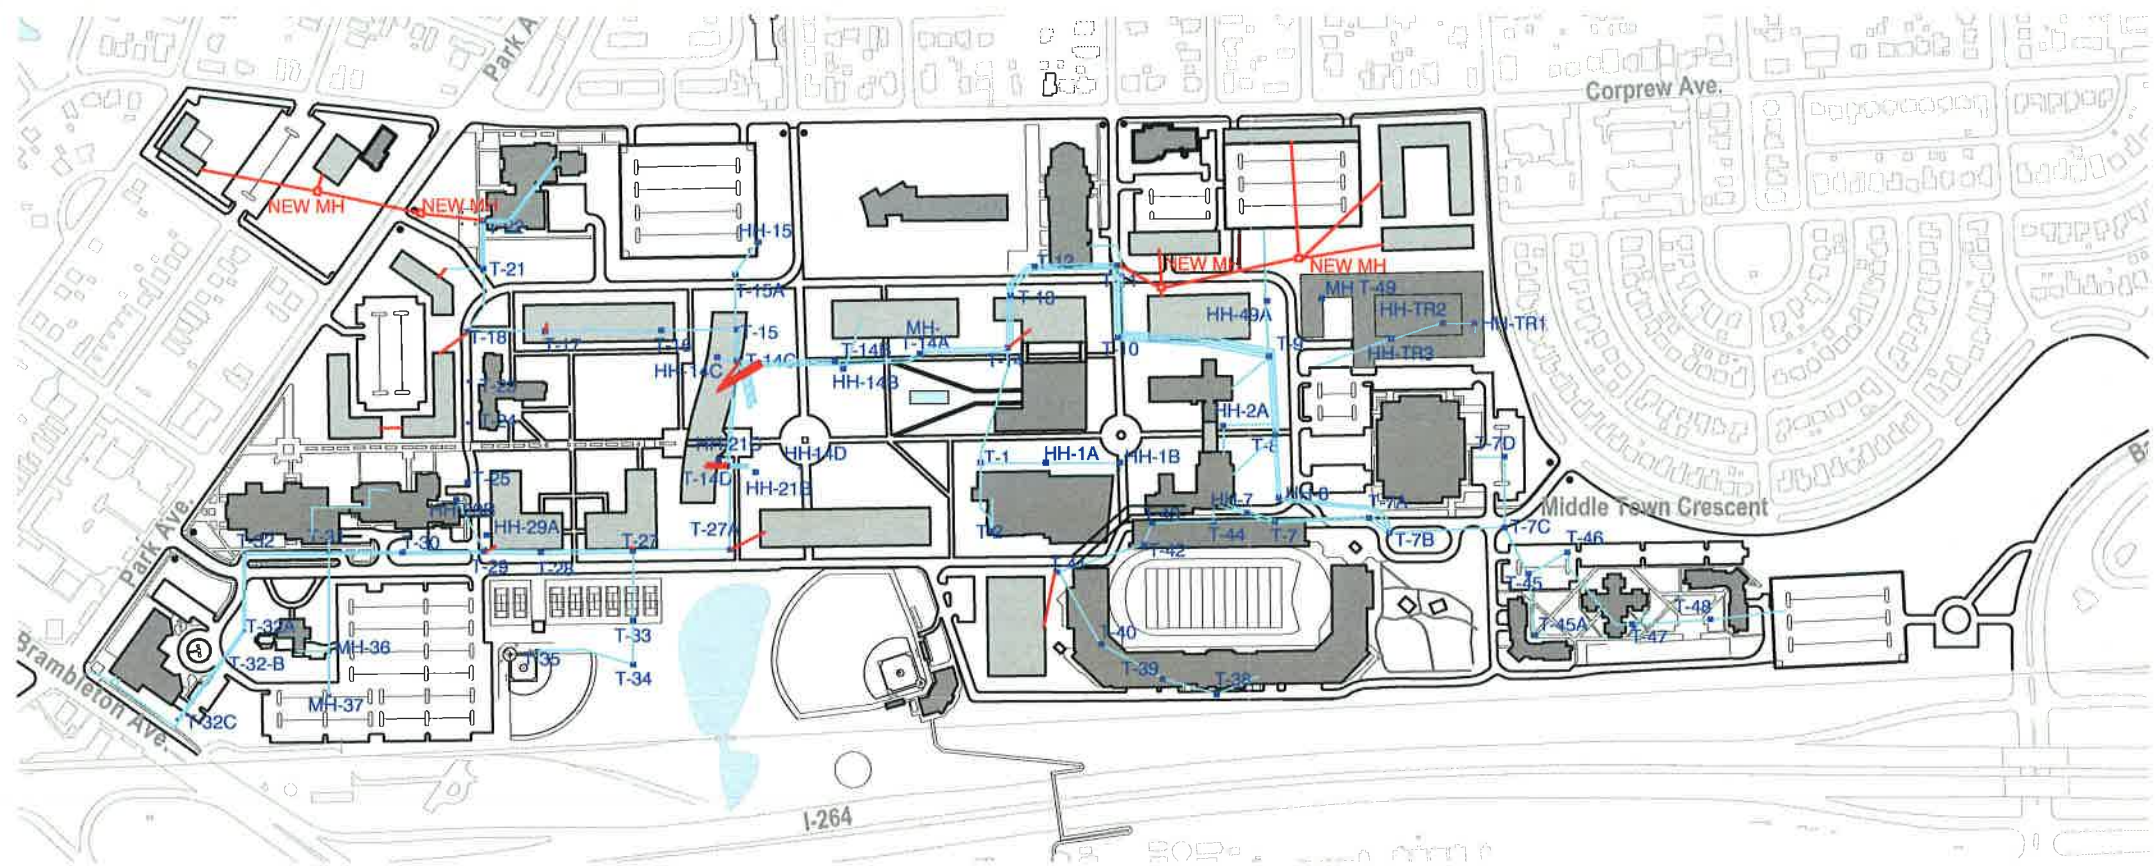 Park A
Corprew Ave.
NEW MH
NEW MH
T-22
HH-15
T-21
T-12
NEW MH
NEW MH
T-15A
T-13
MH T-49
HH-49A
HH-TR2
HH-TR1
T-18
T-17
T-16
T-15
MH-
T-14A
T-14B
T-14
T-10
T-9
HH-TR3
T-14C
HH-14C
HH-14B
T-24
HH-2A
T-8
T-7D
HH-14D
T-1
HH-1A
HH-1B
T-25
T-14D
HH-21B
HH-7
HH-8
T-7A
Middle Town Crescent
HH-29A
T-27A
T-2
T-44
T-7
T-7B
T-7C
T-32
T-31
T-30
T-29
T-28
T-27
T-42
T-46
T-41
T-45
Park Ave.
T-32A
T-33
T-48
T-45A
T-47
T-40
T-32-B
MH-36
T-35
T-34
T-39
T-38
Brambleton Ave.
MH-37
T-32C
I-264